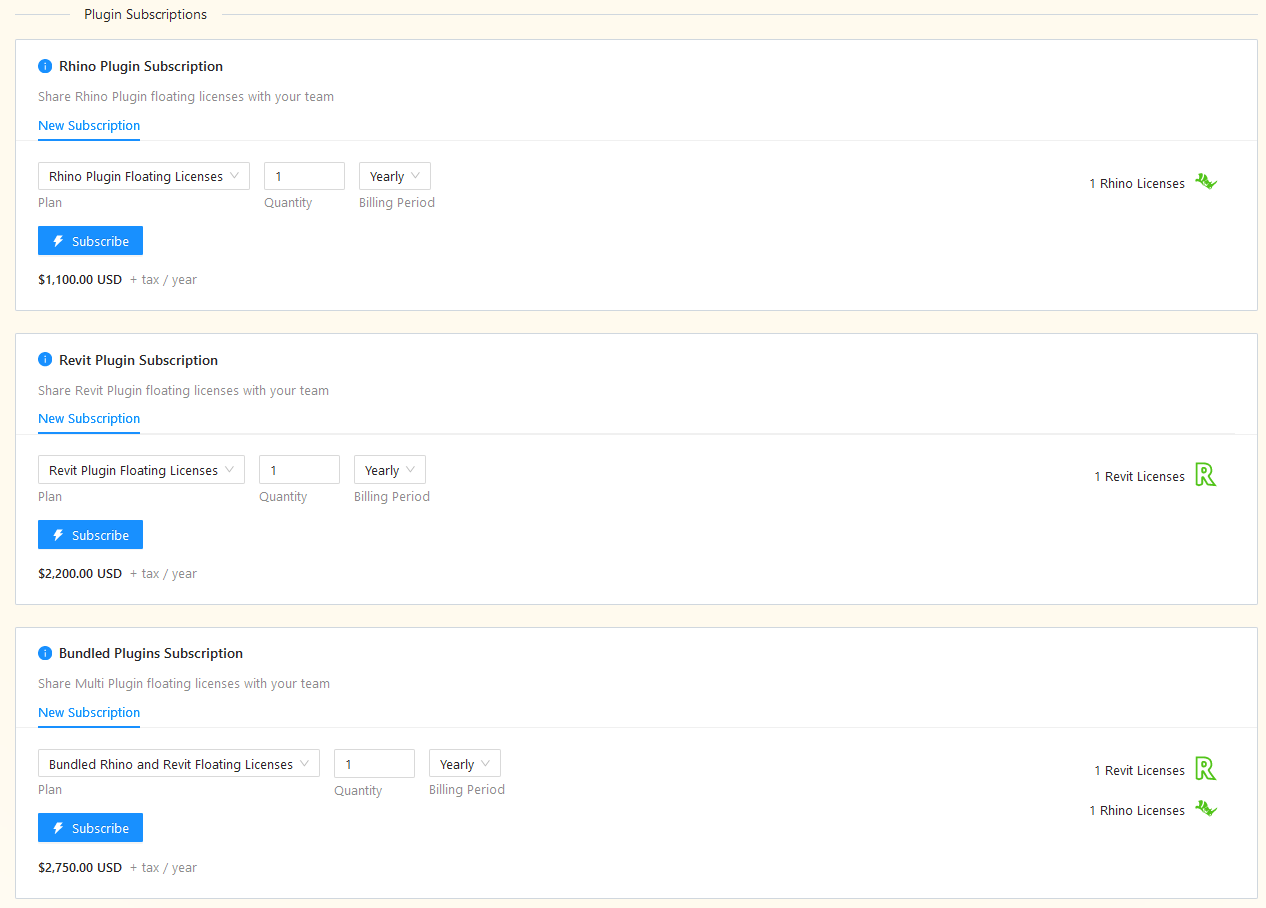 Plugin Subscriptions
Rhino Plugin Subscription
Share Rhino Plugin floating licenses with your team
New Subscription
Rhino Plugin Floating Licenses 1 Yearly 1 Rhino Licenses
Plan Quantity Billing Period
Subscribe
$1,100.00 USD + tax / year
Revit Plugin Subscription
Share Revit Plugin floating licenses with your team
New Subscription
Revit Plugin Floating Licenses 1 Yearly 1 Revit Licenses
Plan Quantity Billing Period
Subscribe
$2,200.00 USD + tax / year
Bundled Plugins Subscription
Share Multi Plugin floating licenses with your team
New Subscription
Bundled Rhino and Revit Floating Licenses 1 Yearly 1 Revit Licenses
Plan Quantity Billing Period
1 Rhino Licenses
Subscribe
$2,750.00 USD + tax / year